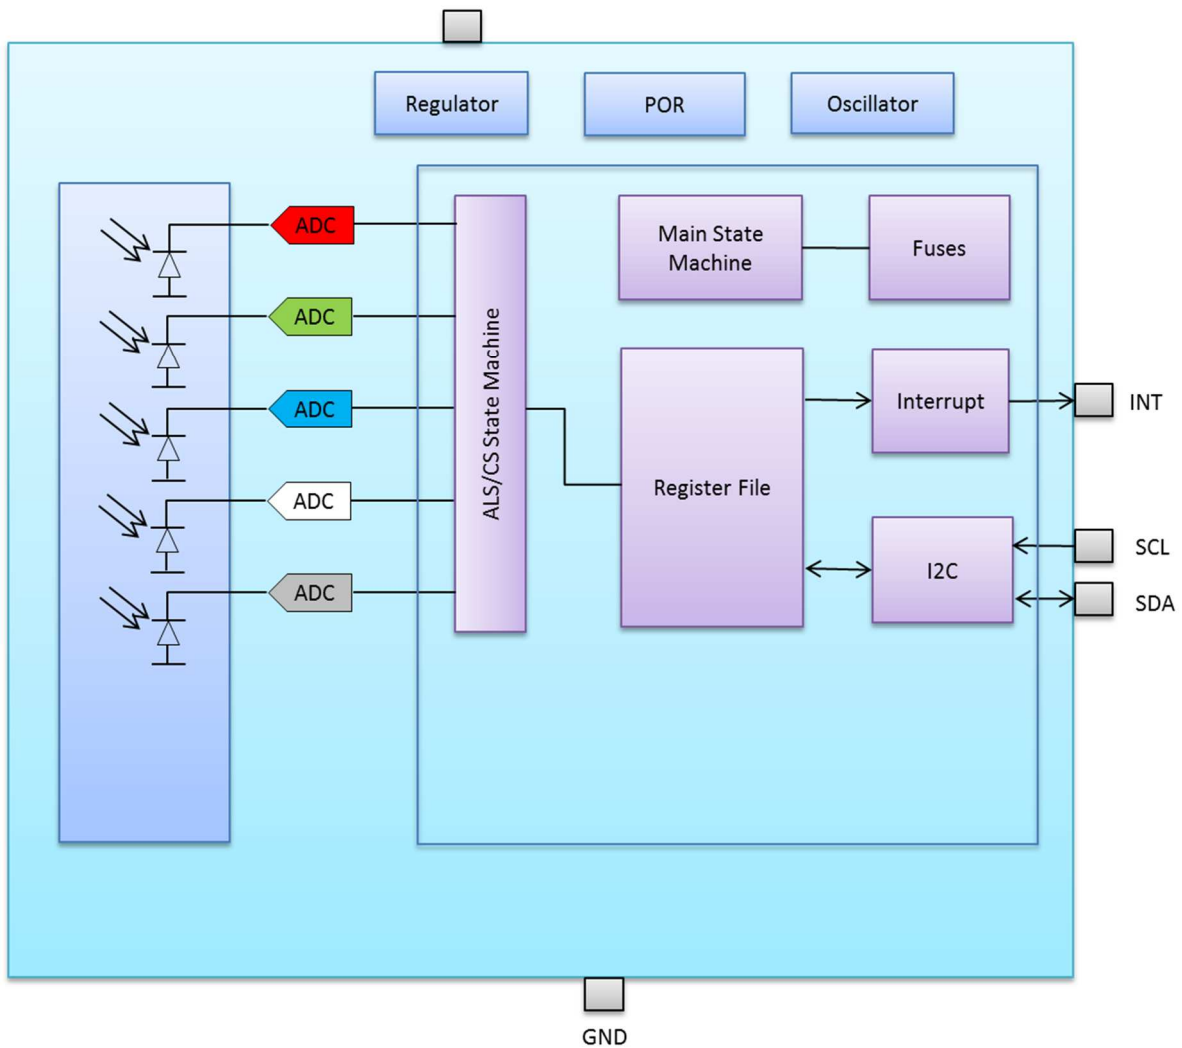 Regulator
POR
Oscillator
ADC
ADC
ADC
ADC
ADC
ALS/CS State Machine
Main State
Machine
Fuses
Register File
Interrupt
I2C
INT
SCL
SDA
GND